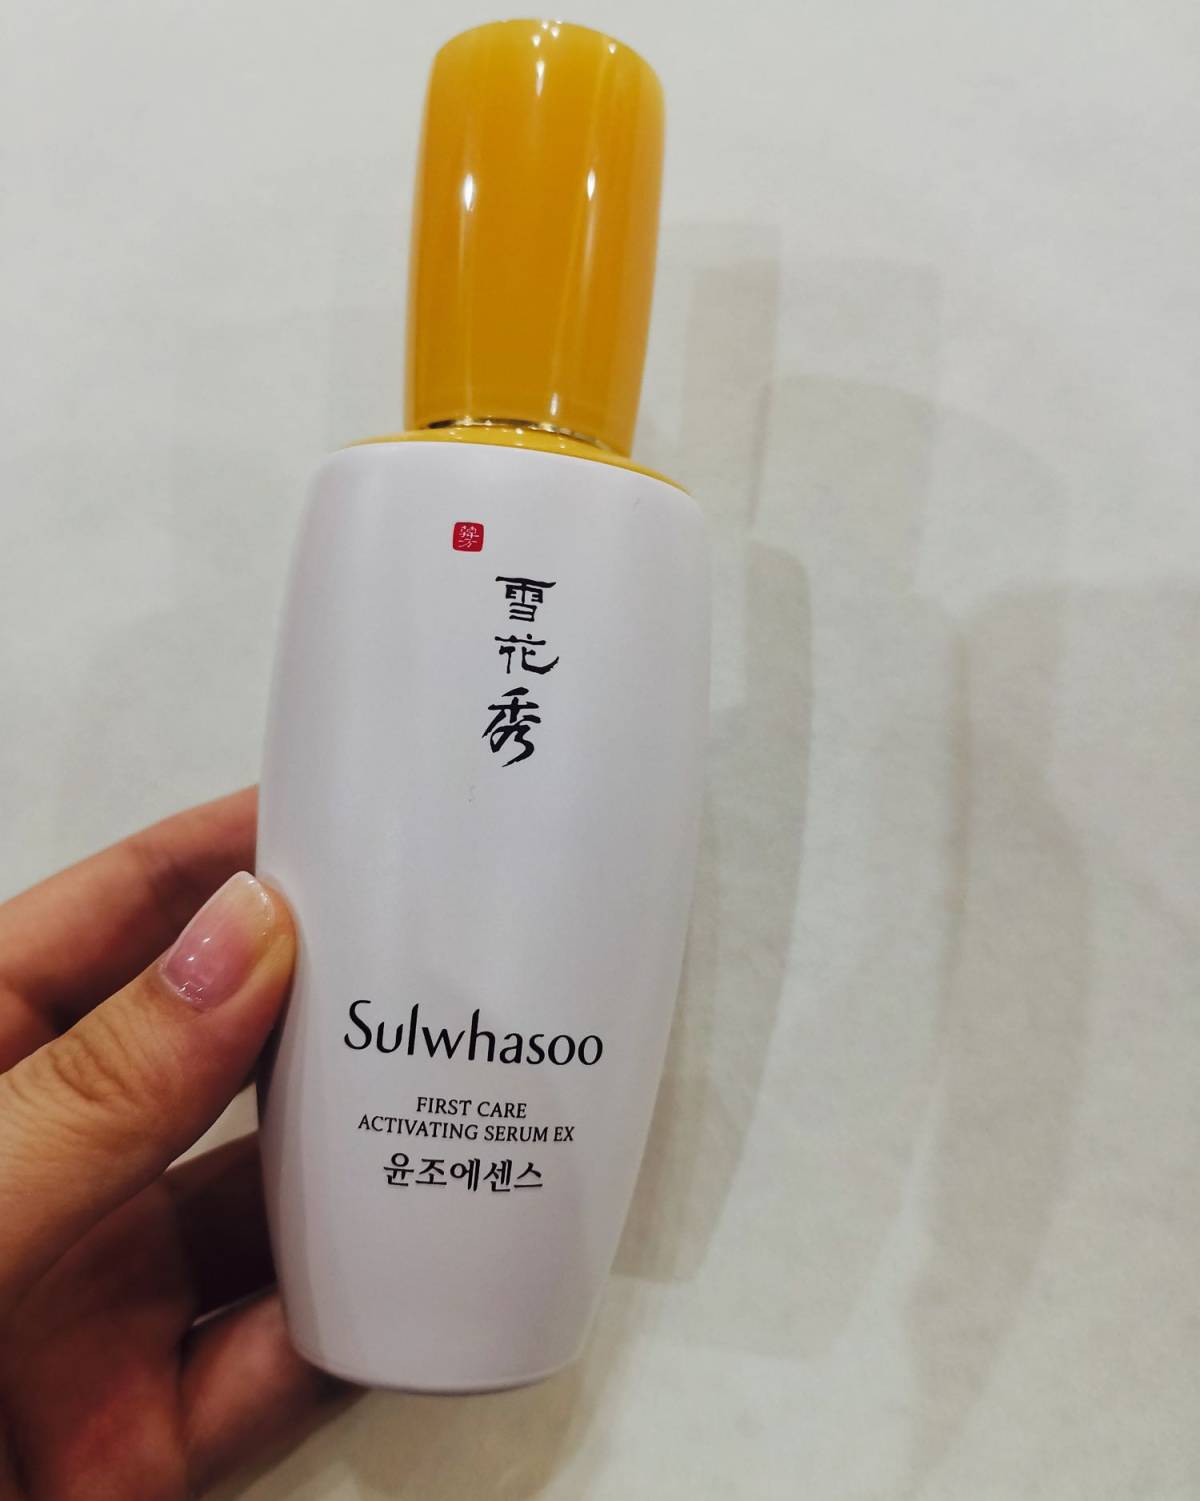 雪
花
秀
Sulwhasoo
FIRST CARE
ACTIVATING SERUM EX
윤조에센스